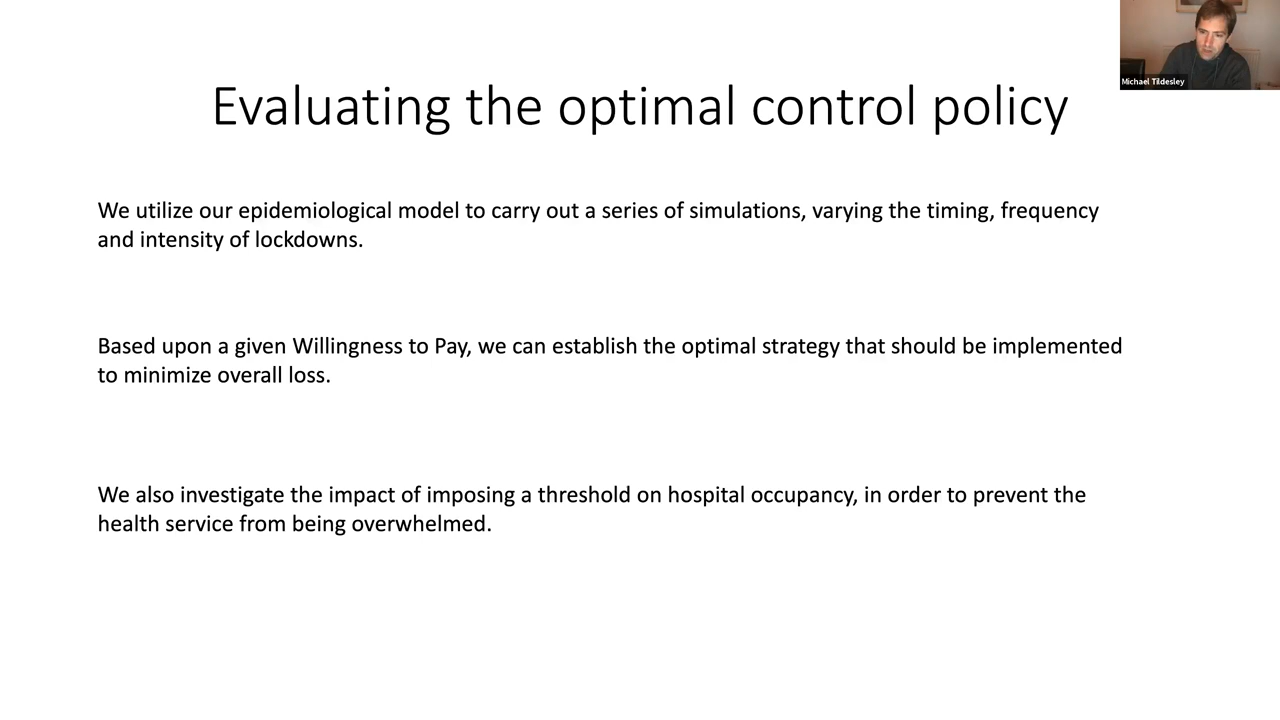 Michael Tildesley
Evaluating the optimal control policy
We utilize our epidemiological model to carry out a series of simulations, varying the timing, frequency
and intensity of lockdowns.
Based upon a given Willingness to Pay, we can establish the optimal strategy that should be implemented
to minimize overall loss.
We also investigate the impact of imposing a threshold on hospital occupancy, in order to prevent the
health service from being overwhelmed.